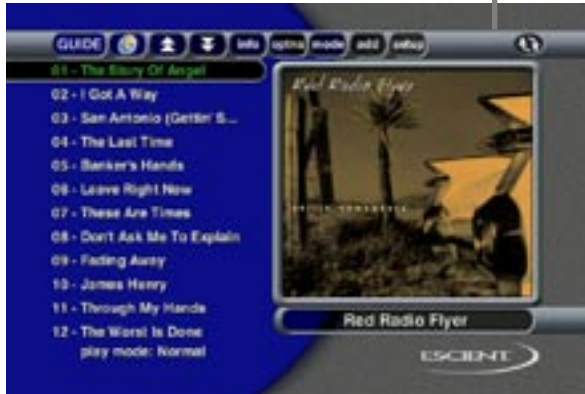 GUIDE info optns mode add setup
01 - The Story Of Angel
02 - I Got A Way
03 - San Antonio (Gettin' S...
04 - The Last Time
05 - Banker's Hands
06 - Leave Right Now
07 - These Are Times
08 - Don't Ask Me To Explain
09 - Fading Away
10 - James Henry
11 - Through My Hands
12 - The Worst Is Done
play mode: Normal
Red Radio Flyer
Red Radio Flyer
ESCIENT